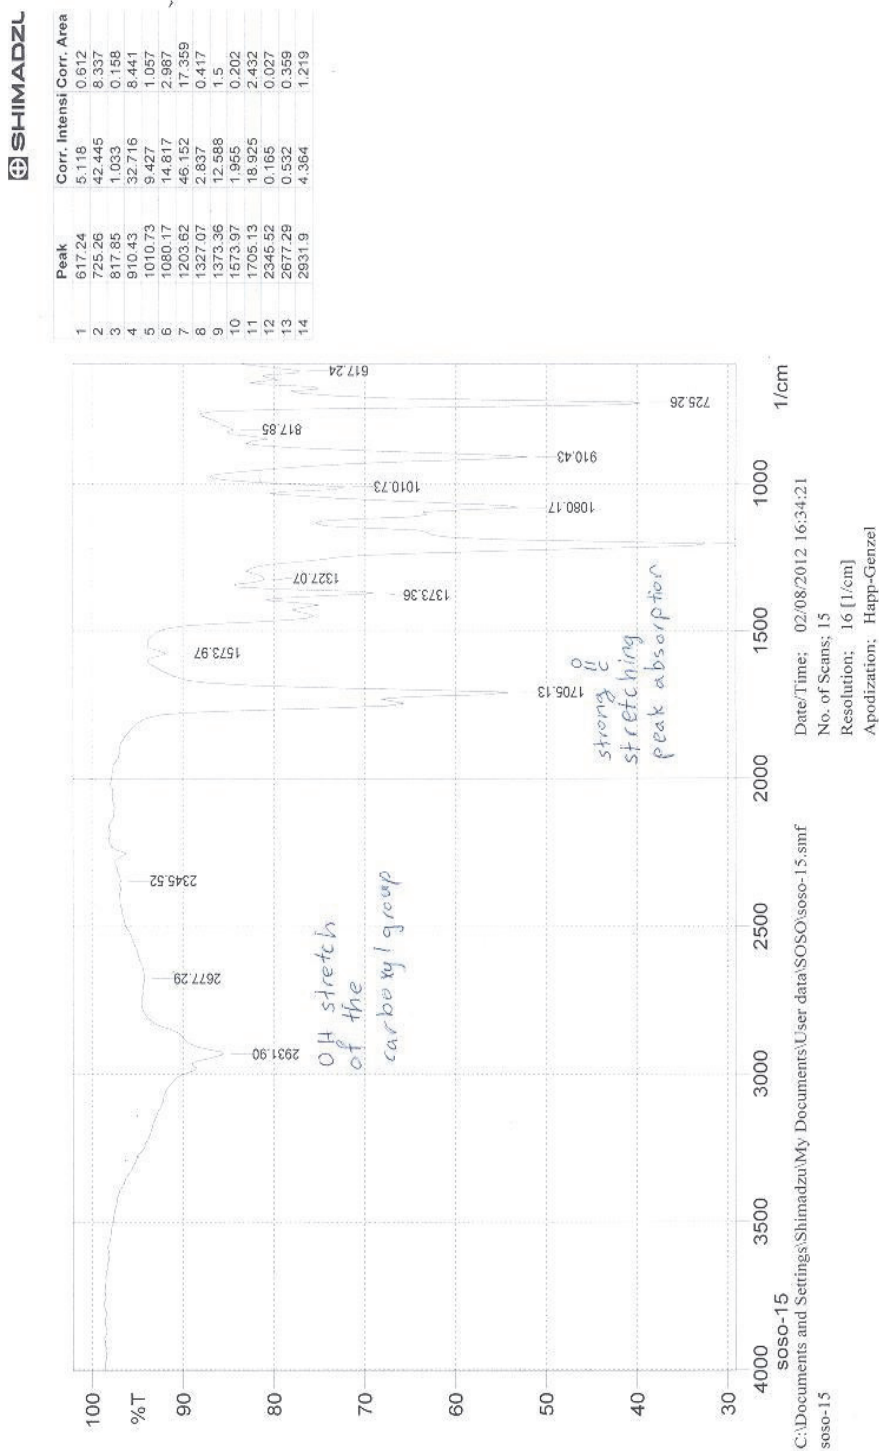 SHIMADZU
Peak Corr. Intensi Corr. Area
1 617.24 5.118 0.612
2 725.26 42.445 8.337
3 817.85 1.033 0.158
4 910.43 32.716 8.441
5 1010.73 9.427 1.057
6 1080.17 14.817 2.987
7 1203.62 46.152 17.359
8 1327.07 2.837 0.417
9 1373.36 12.588 1.5
10 1573.97 1.955 0.202
11 1705.13 18.925 2.432
12 2345.52 0.165 0.027
13 2677.29 0.532 0.359
14 2931.9 4.364 1.219
100
%T
90
80
70
60
50
40
30
2931.90
2677.29
2345.52
1705.13
1573.97
1373.36
1327.07
1080.17
1010.73
910.43
817.85
725.26
617.24
OH stretch
of the
carboxyl group
O
strong C
stretching
peak absorption
4000 3500 3000 2500 2000 1500 1000 1/cm
soso-15
C:\Documents and Settings\Shimadzu\My Documents\User data\SOSO\soso-15.smf
soso-15
Date/Time; 02/08/2012 16:34:21
No. of Scans; 15
Resolution; 16 [1/cm]
Apodization; Happ-Genzel